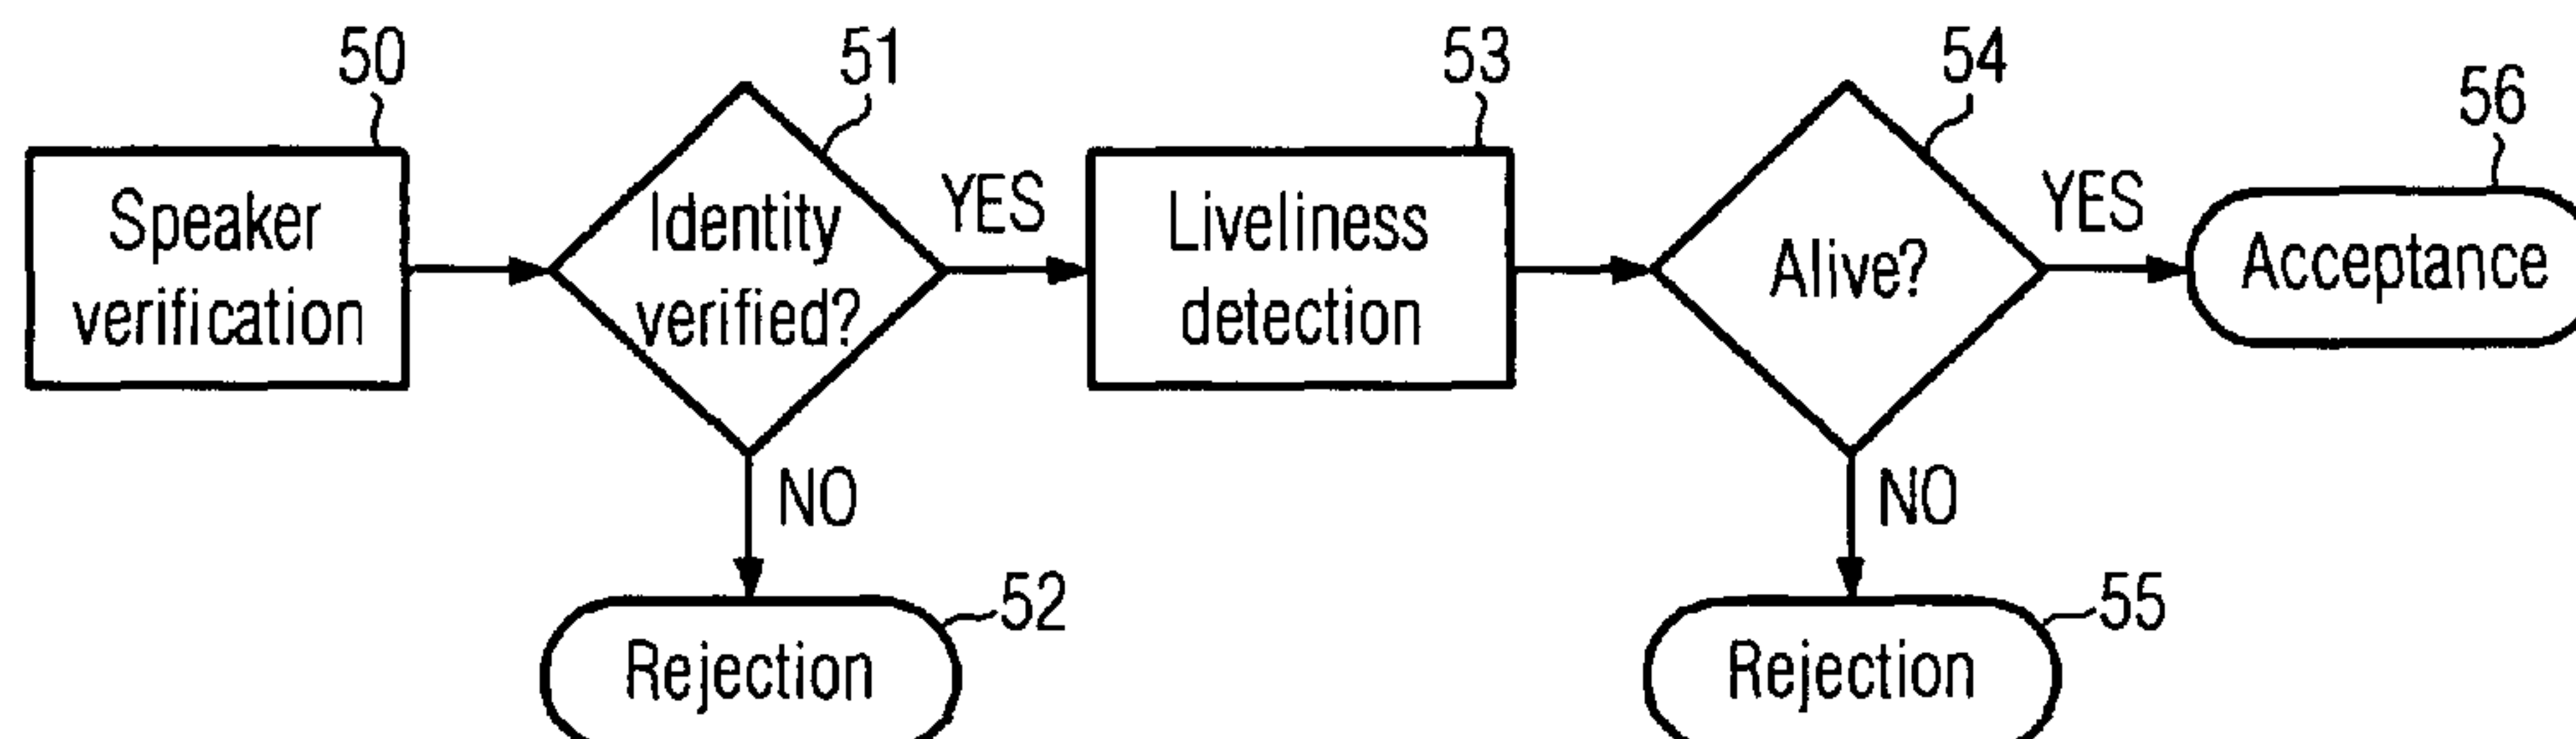 50
Speaker
verification
51
Identity
verified?
YES
NO
52
Rejection
53
Liveliness
detection
54
Alive?
YES
NO
55
Rejection
56
Acceptance